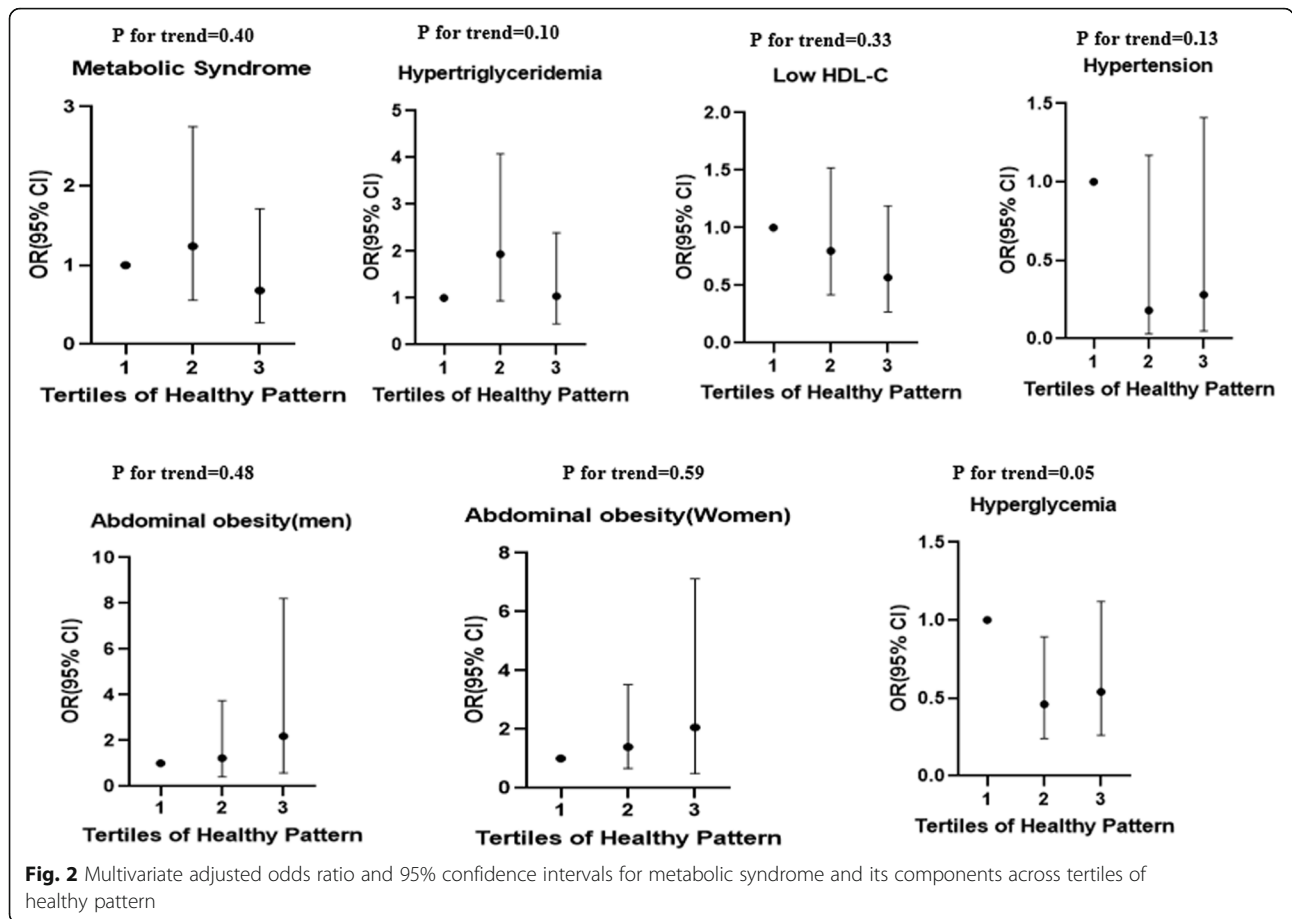 P for trend=0.40
Metabolic Syndrome
OR(95% CI)
3
2
1
0
1 2 3
Tertiles of Healthy Pattern
P for trend=0.10
Hypertriglyceridemia
OR(95% CI)
5
4
3
2
1
0
1 2 3
Tertiles of Healthy Pattern
P for trend=0.33
Low HDL-C
OR(95% CI)
2.0
1.5
1.0
0.5
0.0
1 2 3
Tertiles of Healthy Pattern
P for trend=0.13
Hypertension
OR(95% CI)
1.5
1.0
0.5
0.0
1 2 3
Tertiles of Healthy Pattern
P for trend=0.48
Abdominal obesity(men)
OR(95% CI)
10
8
6
4
2
0
1 2 3
Tertiles of Healthy Pattern
P for trend=0.59
Abdominal obesity(Women)
OR(95% CI)
8
6
4
2
0
1 2 3
Tertiles of Healthy Pattern
P for trend=0.05
Hyperglycemia
OR(95% CI)
1.5
1.0
0.5
0.0
1 2 3
Tertiles of Healthy Pattern
Fig. 2 Multivariate adjusted odds ratio and 95% confidence intervals for metabolic syndrome and its components across tertiles of
healthy pattern